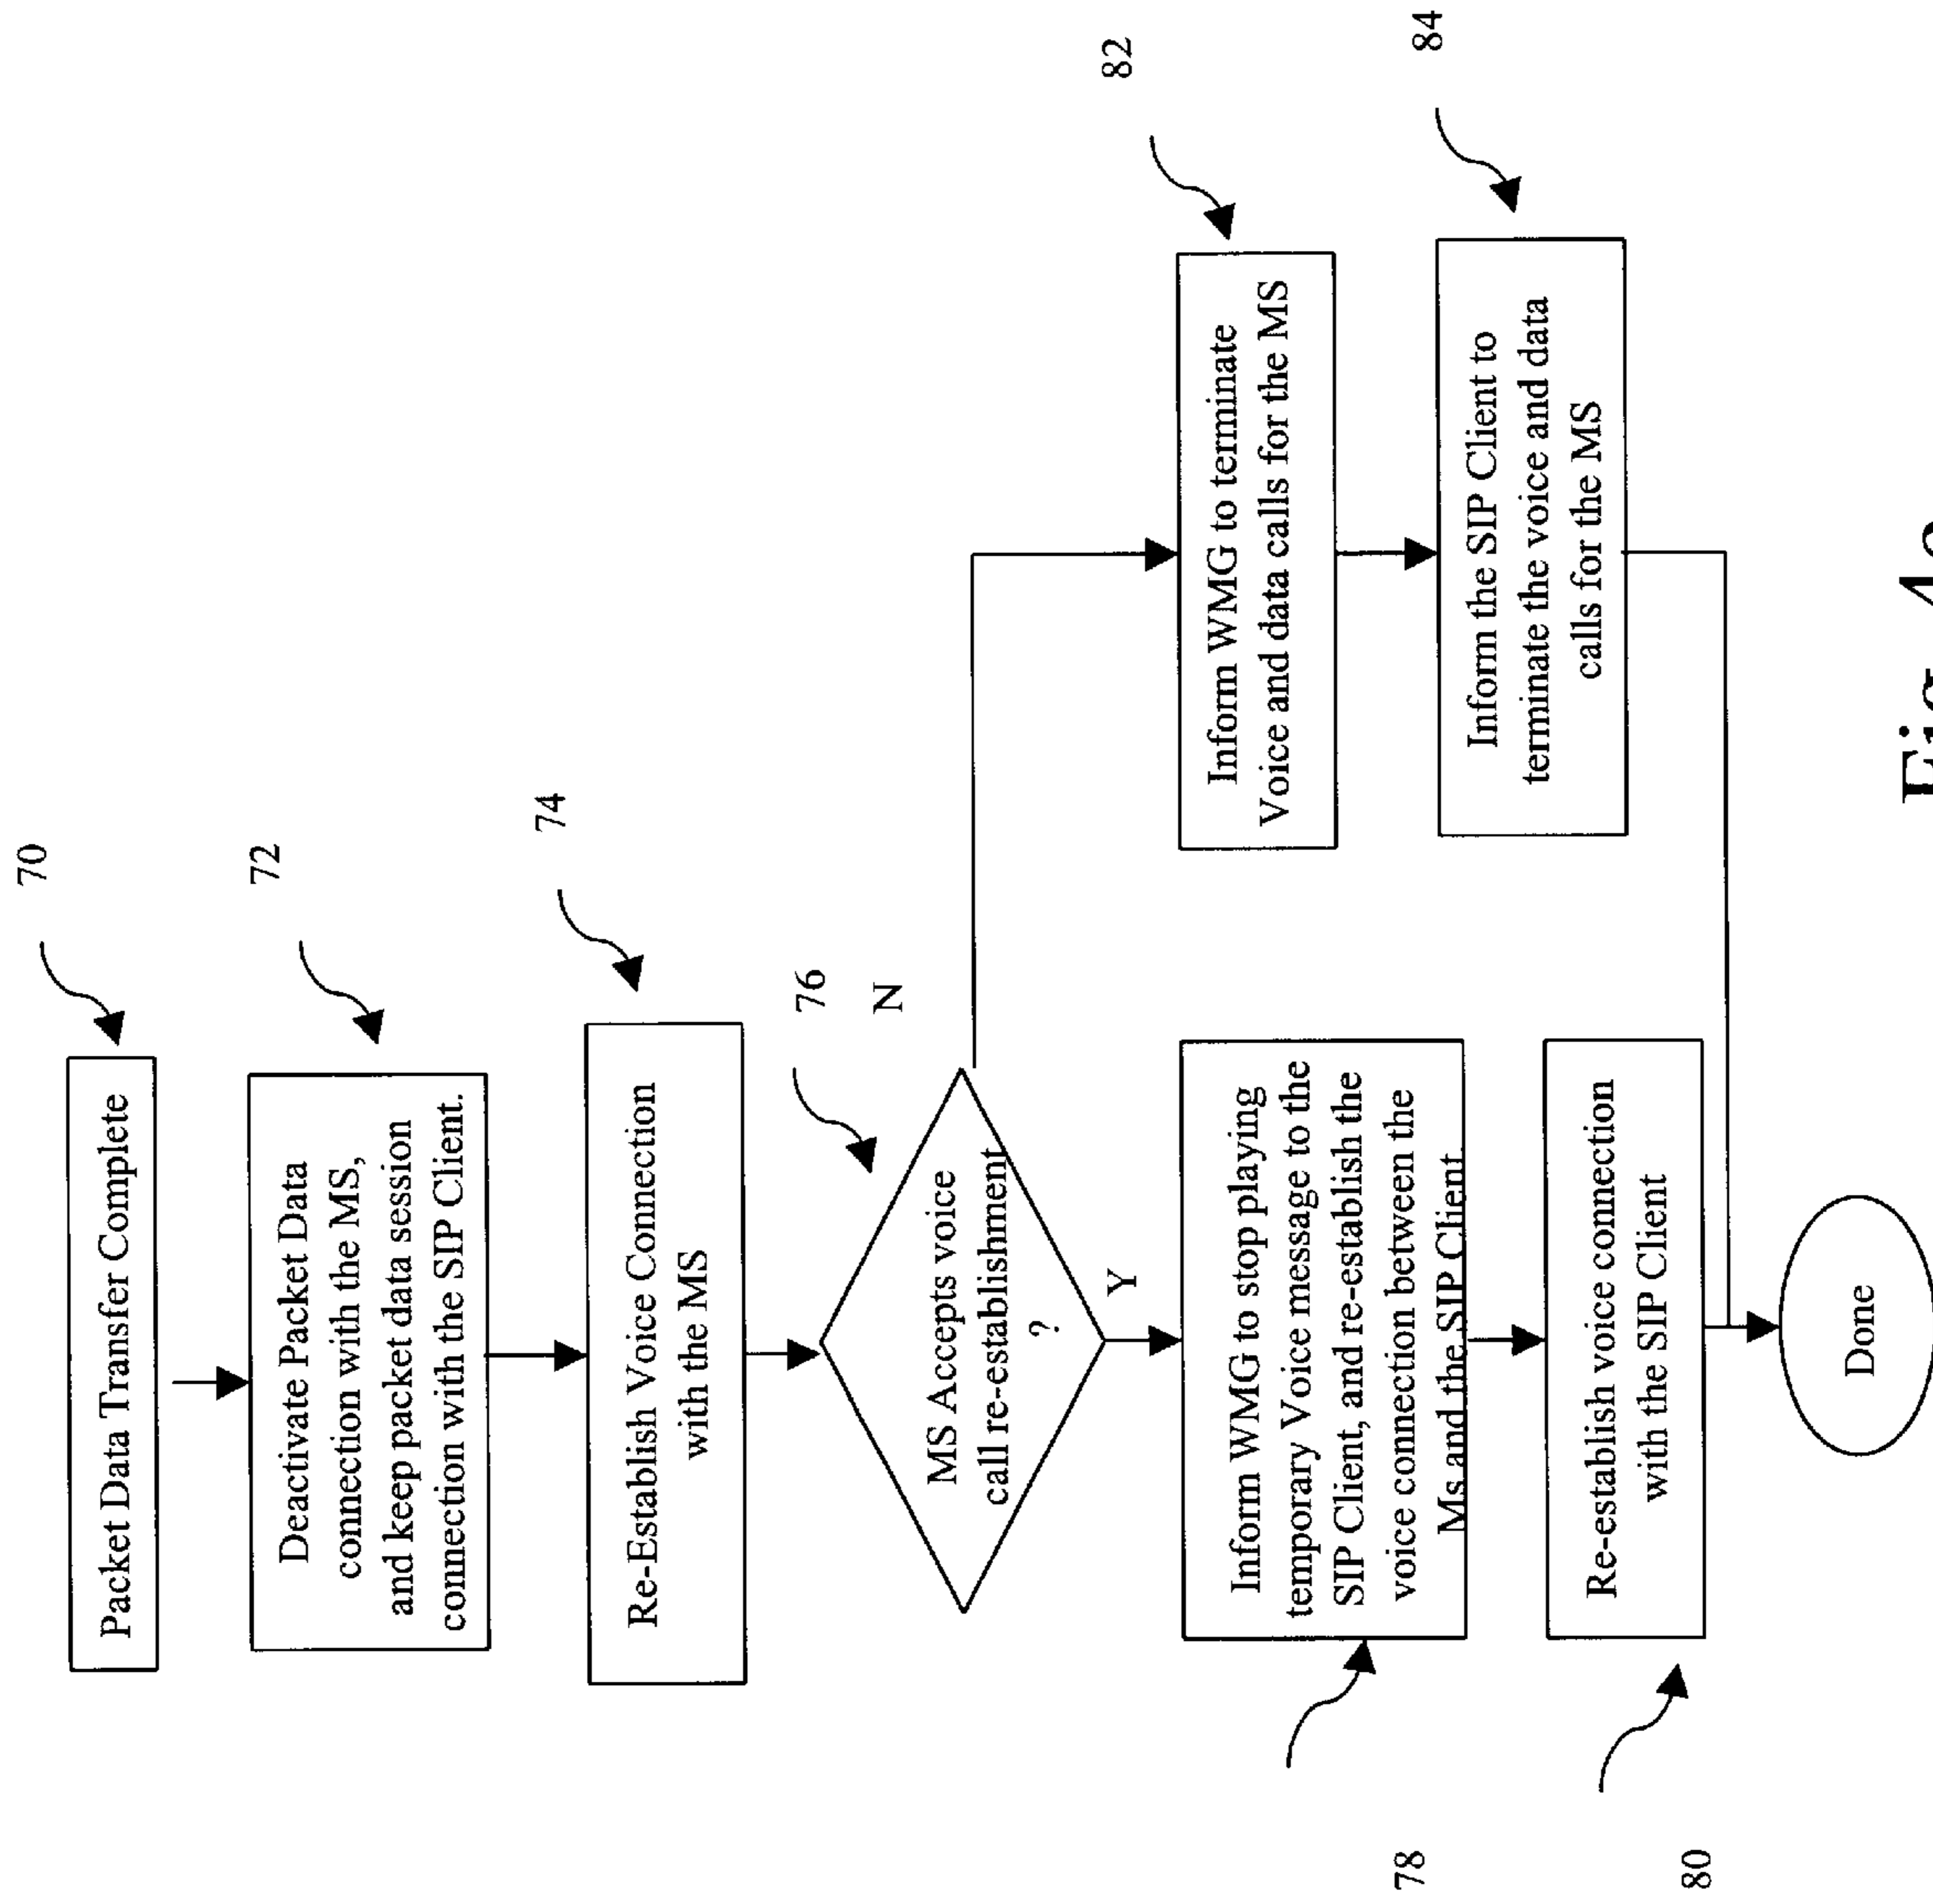 70
Packet Data Transfer Complete
72
Deactivate Packet Data
connection with the MS,
and keep packet data session
connection with the SIP Client.
74
Re-Establish Voice Connection
with the MS
76
N
MS Accepts voice
call re-establishment
?
Y
82
Inform WMG to terminate
Voice and data calls for the MS
84
Inform the SIP Client to
terminate the voice and data
calls for the MS
Inform WMG to stop playing
temporary Voice message to the
SIP Client, and re-establish the
voice connection between the
Ms and the SIP Client
78
Re-establish voice connection
with the SIP Client
80
Done
Fig